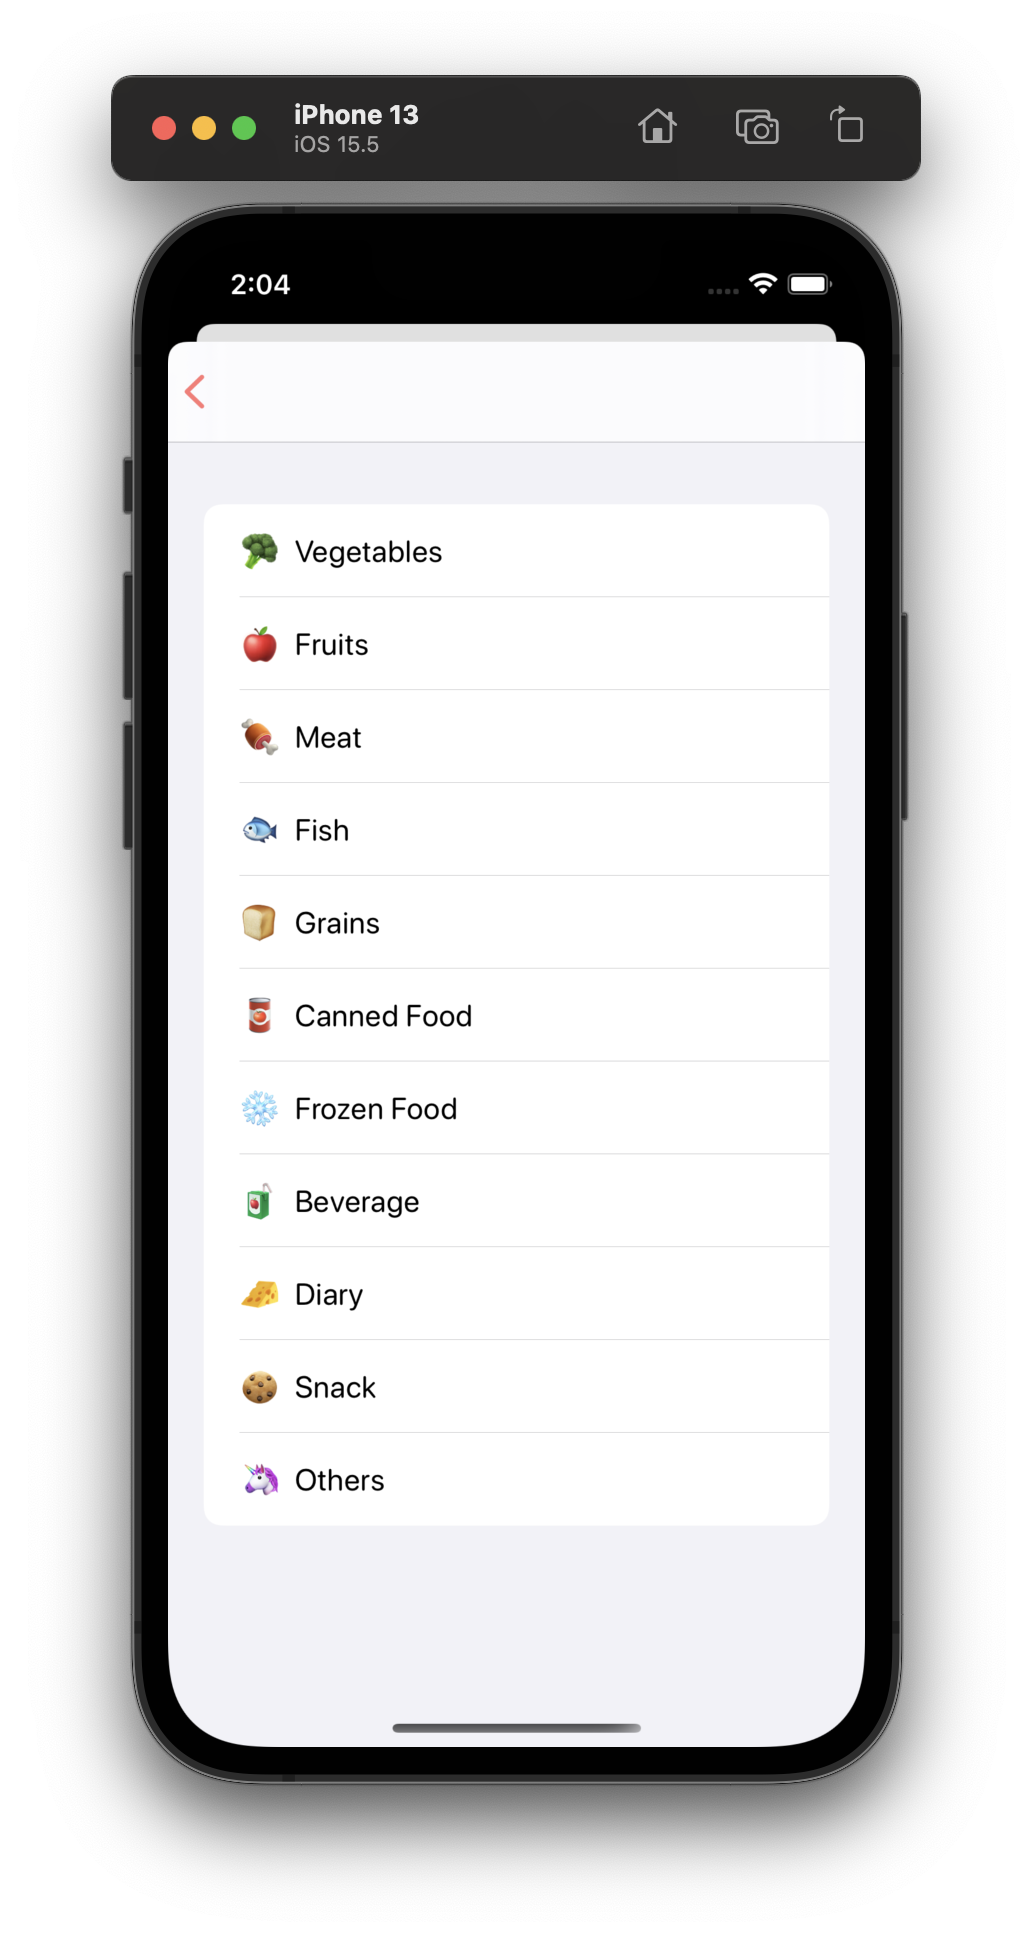 iPhone 13
iOS 15.5
2:04
Vegetables
Fruits
Meat
Fish
Grains
Canned Food
Frozen Food
Beverage
Diary
Snack
Others